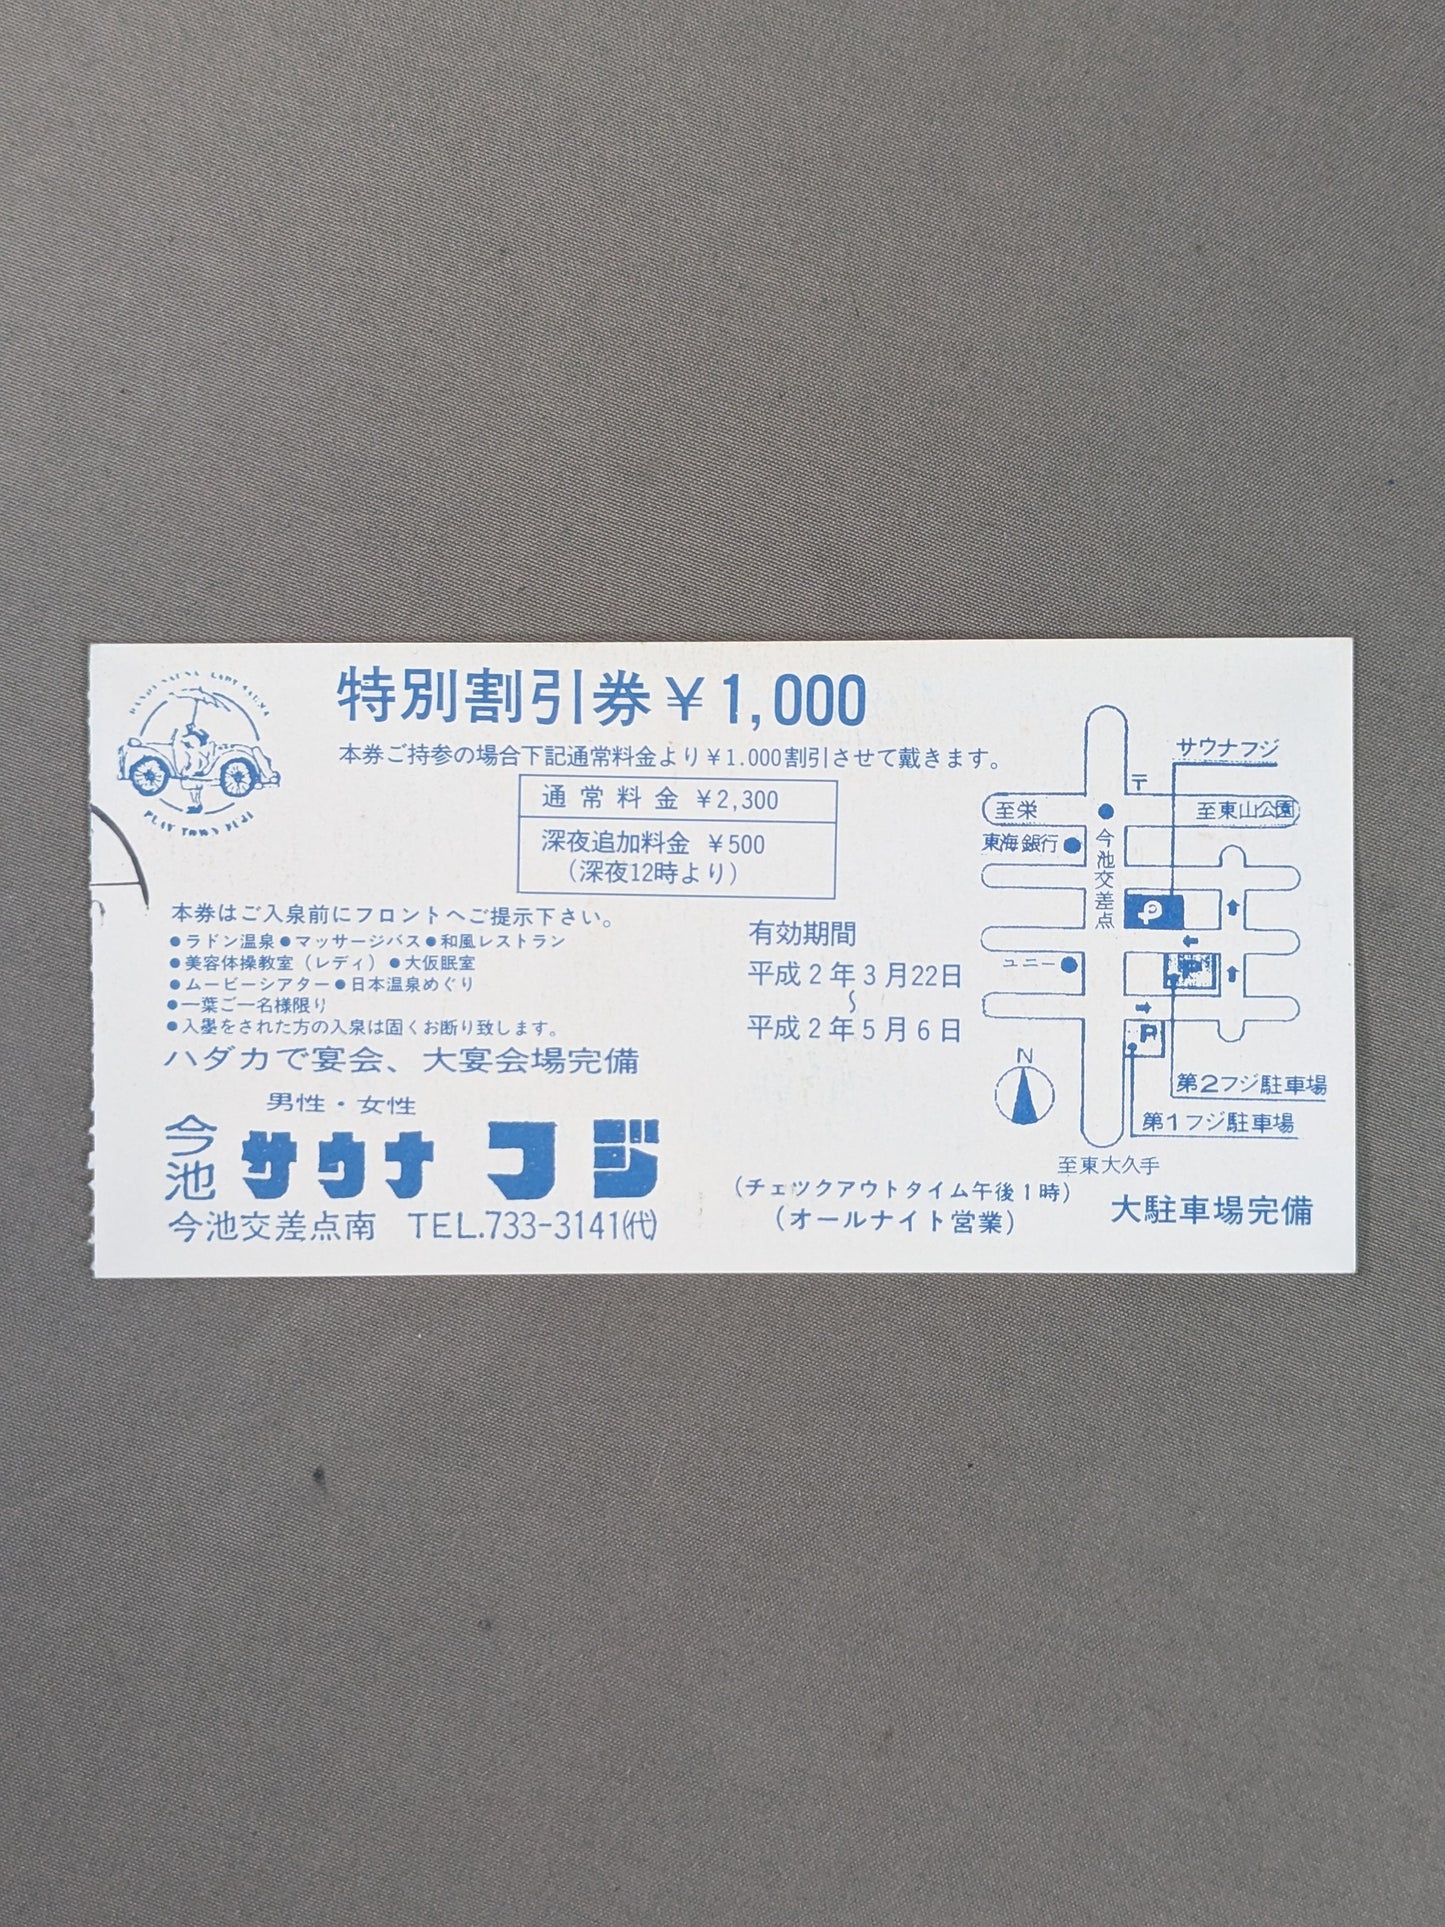 特別割引券￥1,000
本券ご持参の場合下記通常料金より￥1.000割引させて戴きます。
通常料金 ￥2,300
深夜追加料金 ￥500
（深夜12時より）
本券はご入泉前にフロントへご提示下さい。
●ラドン温泉●マッサージバス●和風レストラン
●美容体操教室（レディ）●大仮眠室
●ムービーシアター●日本温泉めぐり
●一葉ご一名様限り
●入墨をされた方の入泉は固くお断り致します。
ハダカで宴会、大宴会場完備
男性・女性
今池 サウナ フジ
今池交差点南 TEL.733-3141(代)
有効期間
平成2年3月22日
〜
平成2年5月6日
(チェックアウトタイム午後1時)
(オールナイト営業)
大駐車場完備
サウナフジ
〒
至栄
至東山公園
東海銀行
今池交差点
P
ユニー
P
P
N
第2フジ駐車場
第1フジ駐車場
至東大久手
PLAY TOWN FUJI